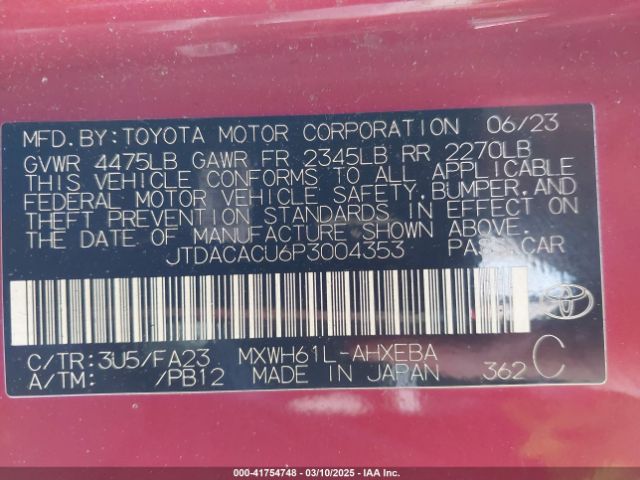 MFD.BY:TOYOTA MOTOR CORPORATION 06/23
GVWR 4475LB GAWR FR 2345LB RR 2270LB
THIS VEHICLE CONFORMS TO ALL APPLICABLE
FEDERAL MOTOR VEHICLE SAFETY,BUMPER,AND
THEFT PREVENTION STANDARDS IN EFFECT ON
THE DATE OF MANUFACTURE SHOWN ABOVE.
JTDACACU6P3004353 PASS.CAR
C/TR:3U5/FA23 MXWH61L-AHXEBA
A/TM: /PB12 MADE IN JAPAN 362 C
000-41754748 — 03/10/2025 — IAA Inc.